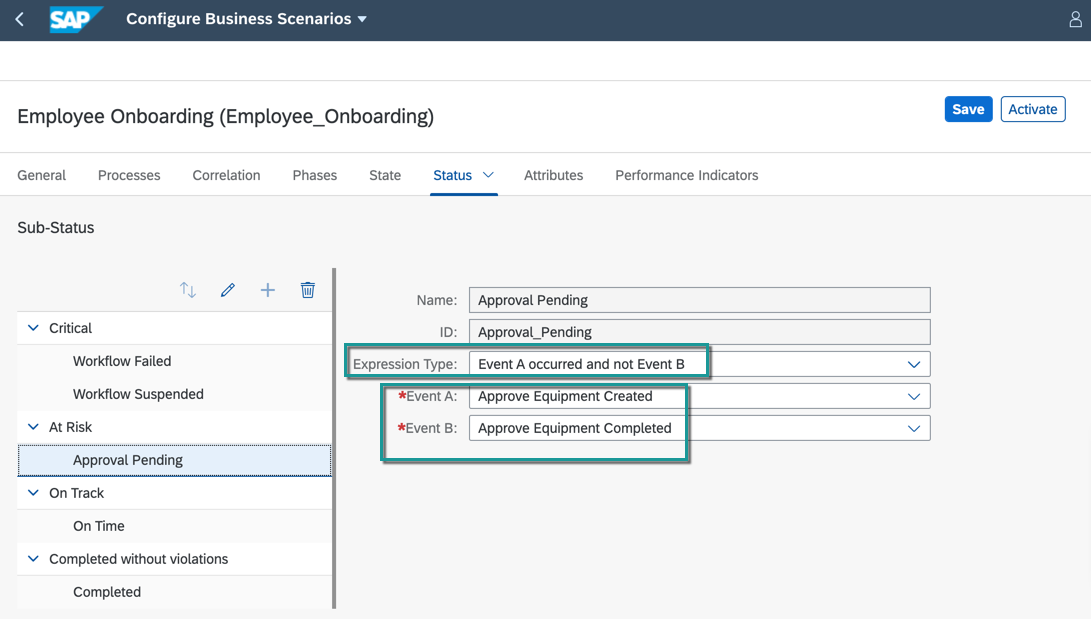 SAP Configure Business Scenarios
Employee Onboarding (Employee_Onboarding)
Save Activate
General Processes Correlation Phases State Status Attributes Performance Indicators
Sub-Status
Critical
Workflow Failed
Workflow Suspended
At Risk
Approval Pending
On Track
On Time
Completed without violations
Completed
Name: Approval Pending
ID: Approval_Pending
Expression Type: Event A occurred and not Event B
*Event A: Approve Equipment Created
*Event B: Approve Equipment Completed